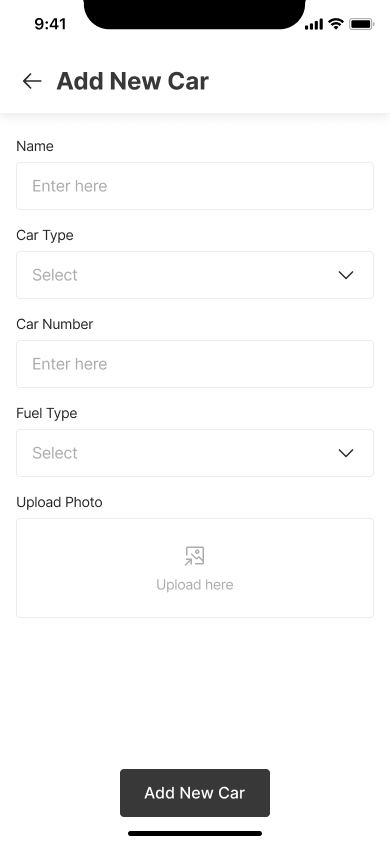 9:41
Add New Car
Name
Enter here
Car Type
Select
Car Number
Enter here
Fuel Type
Select
Upload Photo
Upload here
Add New Car